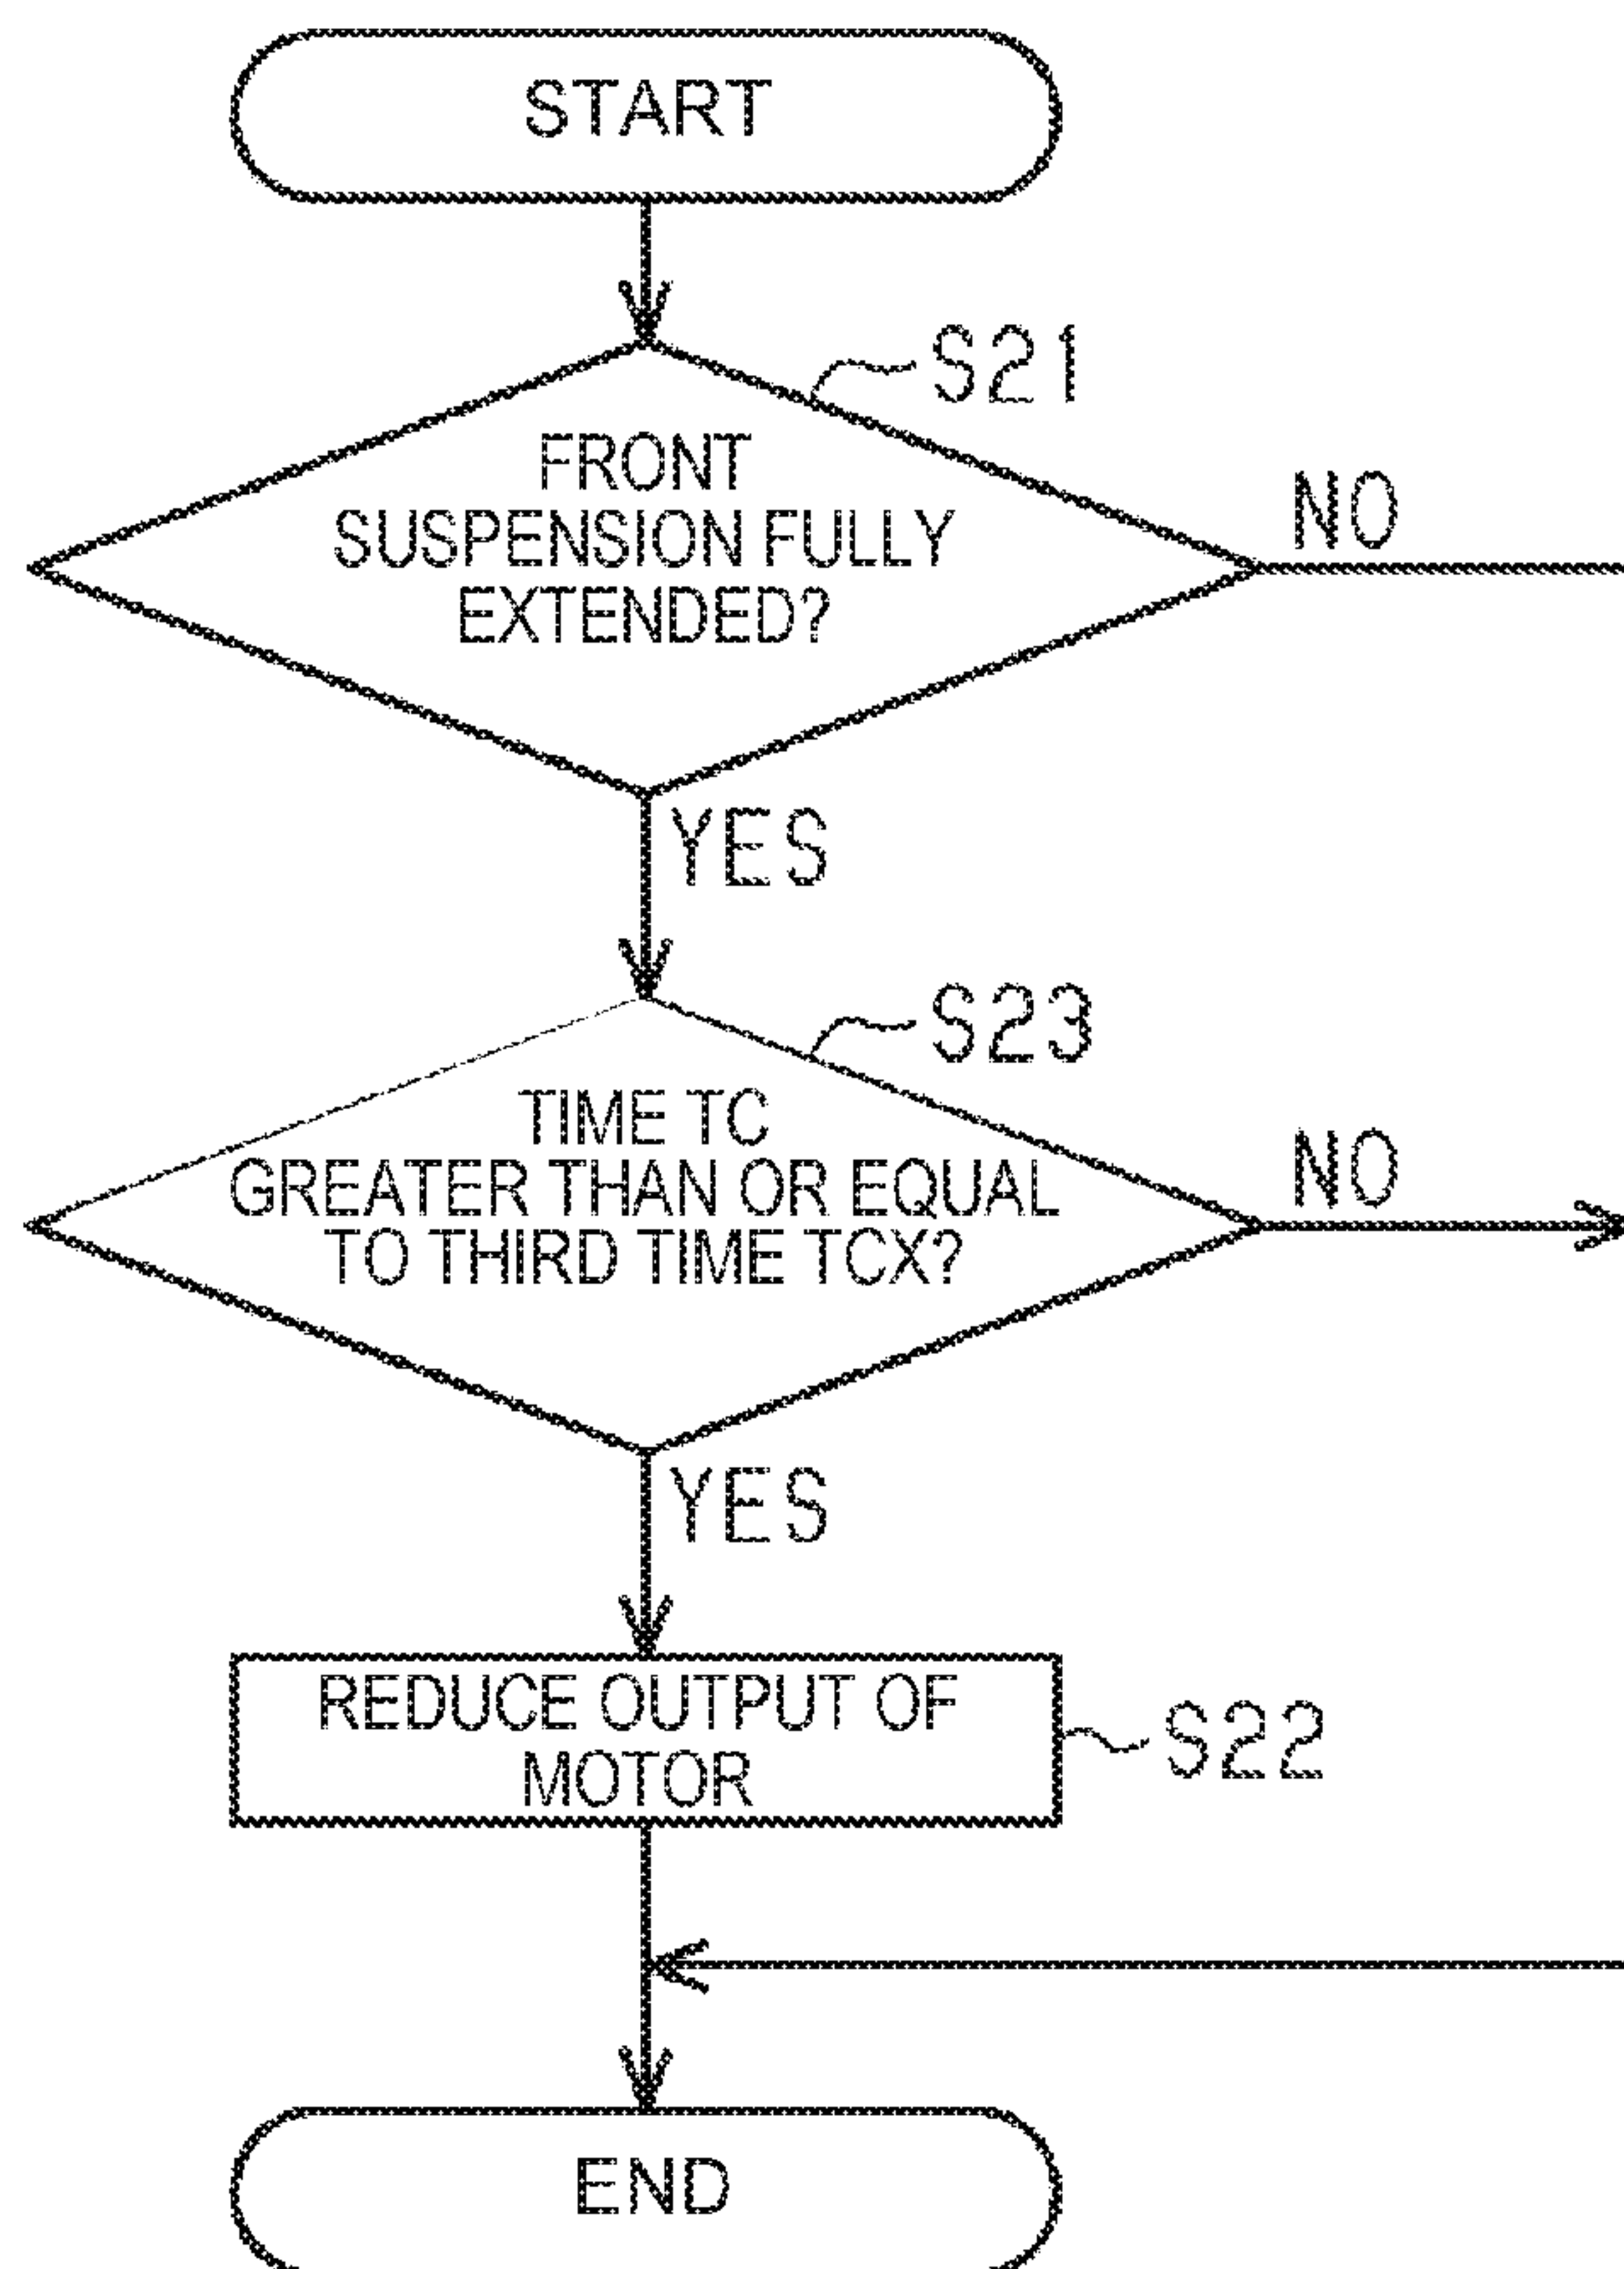 START
S21
FRONT
SUSPENSION FULLY
EXTENDED?
NO
YES
S23
TIME TC
GREATER THAN OR EQUAL
TO THIRD TIME TCX?
NO
YES
REDUCE OUTPUT OF
MOTOR
S22
END